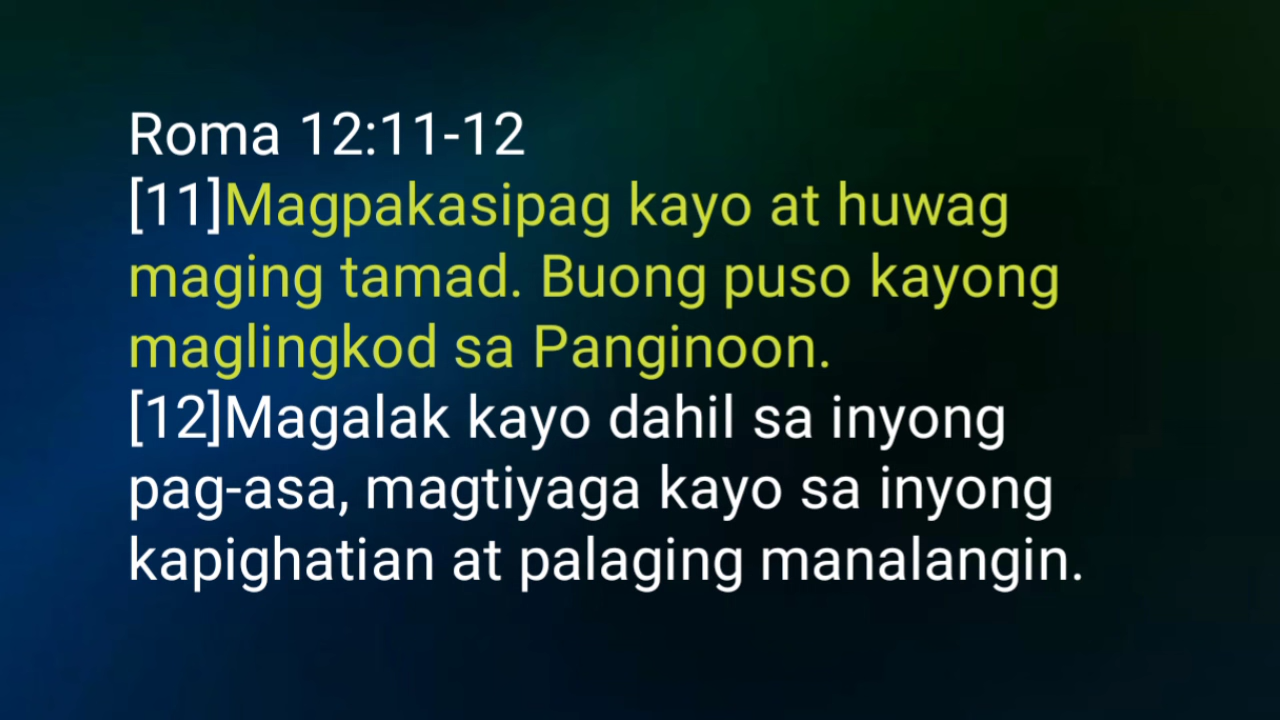 Roma 12:11-12
[11]Magpakasipag kayo at huwag
maging tamad. Buong puso kayong
maglingkod sa Panginoon.
[12]Magalak kayo dahil sa inyong
pag-asa, magtiyaga kayo sa inyong
kapighatian at palaging manalangin.